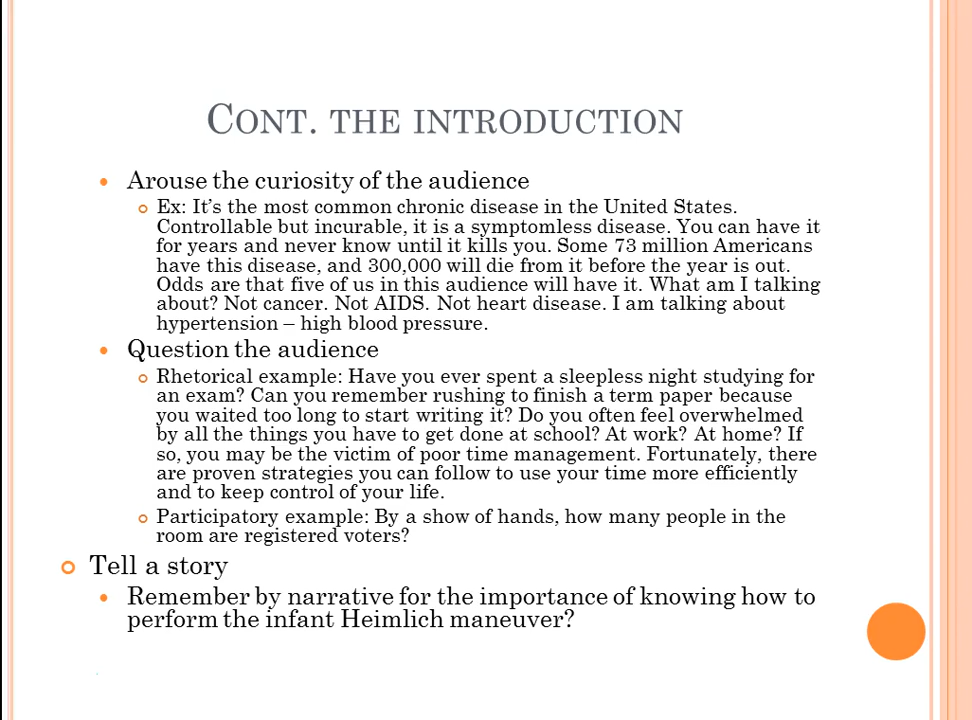 CONT. THE INTRODUCTION
Arouse the curiosity of the audience
Ex: It's the most common chronic disease in the United States.
Controllable but incurable, it is a symptomless disease. You can have it
for years and never know until it kills you. Some 73 million Americans
have this disease, and 300,000 will die from it before the year is out.
Odds are that five of us in this audience will have it. What am I talking
about? Not cancer. Not AIDS. Not heart disease. I am talking about
hypertension – high blood pressure.
Question the audience
Rhetorical example: Have you ever spent a sleepless night studying for
an exam? Can you remember rushing to finish a term paper because
you waited too long to start writing it? Do you often feel overwhelmed
by all the things you have to get done at school? At work? At home? If
so, you may be the victim of poor time management. Fortunately, there
are proven strategies you can follow to use your time more efficiently
and to keep control of your life.
Participatory example: By a show of hands, how many people in the
room are registered voters?
Tell a story
Remember by narrative for the importance of knowing how to
perform the infant Heimlich maneuver?